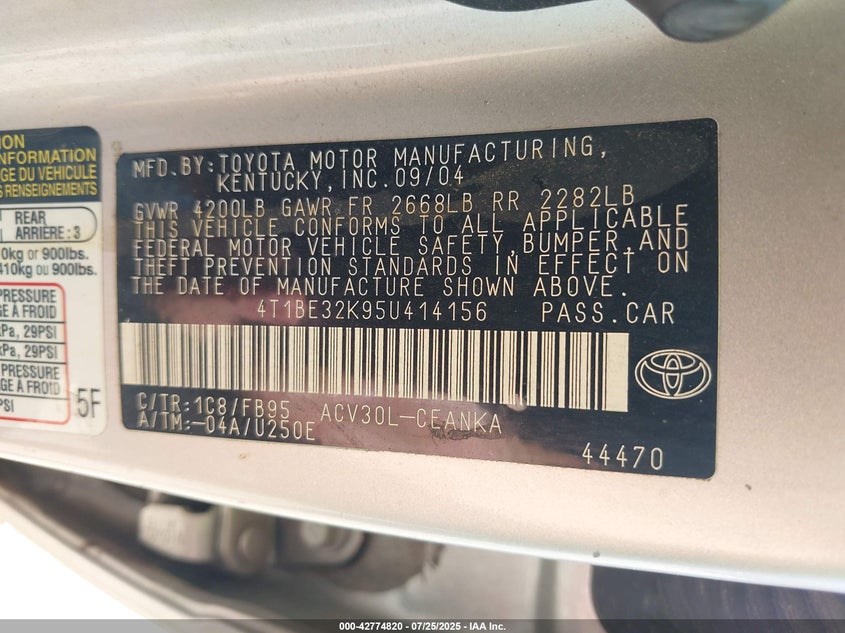 ION
INFORMATION
GE DU VÉHICULE
S RENSEIGNEMENTS
REAR
ARRIÈRE : 3
0kg or 900lbs.
410kg ou 900lbs.
PRESSURE
GE À FROID
kPa, 29PSI
kPa, 29PSI
PRESSURE
GE À FROID
PSI
5F
MFD.BY:TOYOTA MOTOR MANUFACTURING,
KENTUCKY,INC.09/04
GVWR 4200LB GAWR FR 2668LB RR 2282LB
THIS VEHICLE CONFORMS TO ALL APPLICABLE
FEDERAL MOTOR VEHICLE SAFETY,BUMPER,AND
THEFT PREVENTION STANDARDS IN EFFECT ON
THE DATE OF MANUFACTURE SHOWN ABOVE.
4T1BE32K95U414156 PASS.CAR
C/TR:1C8/FB95 ACV30L-CEANKA
A/TM:-04A/U250E
44470
000-42774820 - 07/25/2025 - IAA Inc.